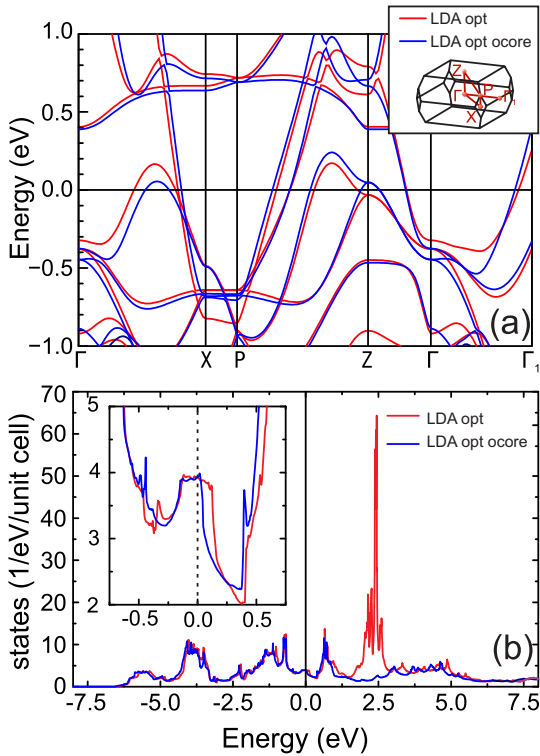 LDA opt
LDA opt ocore
Z
Γ
P
Γ1
X
Energy (eV)
1.0
0.5
0.0
−0.5
−1.0
(a)
Γ X P Z Γ Γ1
states (1/eV/unit cell)
70
60
50
40
30
20
10
0
5
4
3
2
-0.5 0.0 0.5
LDA opt
LDA opt ocore
(b)
-7.5 -5.0 -2.5 0.0 2.5 5.0 7.5
Energy (eV)